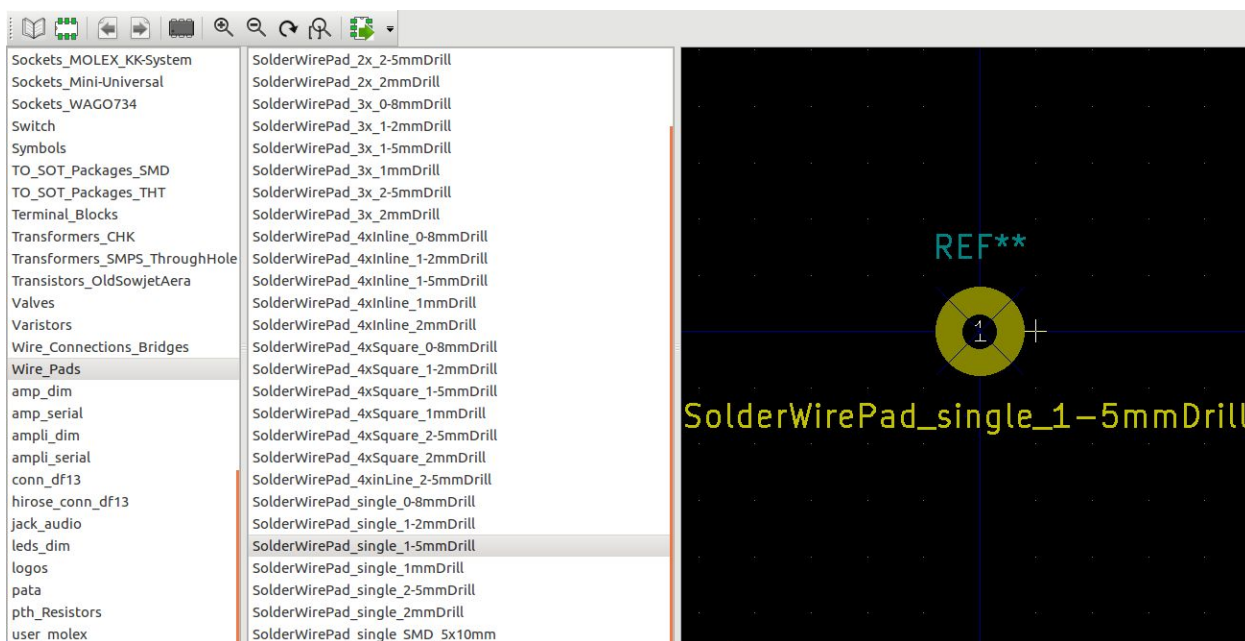 Sockets_MOLEX_KK-System
Sockets_Mini-Universal
Sockets_WAGO734
Switch
Symbols
TO_SOT_Packages_SMD
TO_SOT_Packages_THT
Terminal_Blocks
Transformers_CHK
Transformers_SMPS_ThroughHole
Transistors_OldSowjetAera
Valves
Varistors
Wire_Connections_Bridges
Wire_Pads
amp_dim
amp_serial
ampli_dim
ampli_serial
conn_df13
hirose_conn_df13
jack_audio
leds_dim
logos
pata
pth_Resistors
user_molex
SolderWirePad_2x_2-5mmDrill
SolderWirePad_2x_2mmDrill
SolderWirePad_3x_0-8mmDrill
SolderWirePad_3x_1-2mmDrill
SolderWirePad_3x_1-5mmDrill
SolderWirePad_3x_1mmDrill
SolderWirePad_3x_2-5mmDrill
SolderWirePad_3x_2mmDrill
SolderWirePad_4xInline_0-8mmDrill
SolderWirePad_4xInline_1-2mmDrill
SolderWirePad_4xInline_1-5mmDrill
SolderWirePad_4xInline_1mmDrill
SolderWirePad_4xInline_2mmDrill
SolderWirePad_4xSquare_0-8mmDrill
SolderWirePad_4xSquare_1-2mmDrill
SolderWirePad_4xSquare_1-5mmDrill
SolderWirePad_4xSquare_1mmDrill
SolderWirePad_4xSquare_2-5mmDrill
SolderWirePad_4xSquare_2mmDrill
SolderWirePad_4xinLine_2-5mmDrill
SolderWirePad_single_0-8mmDrill
SolderWirePad_single_1-2mmDrill
SolderWirePad_single_1-5mmDrill
SolderWirePad_single_1mmDrill
SolderWirePad_single_2-5mmDrill
SolderWirePad_single_2mmDrill
SolderWirePad_single_SMD_5x10mm
REF**
1
SolderWirePad_single_1-5mmDrill